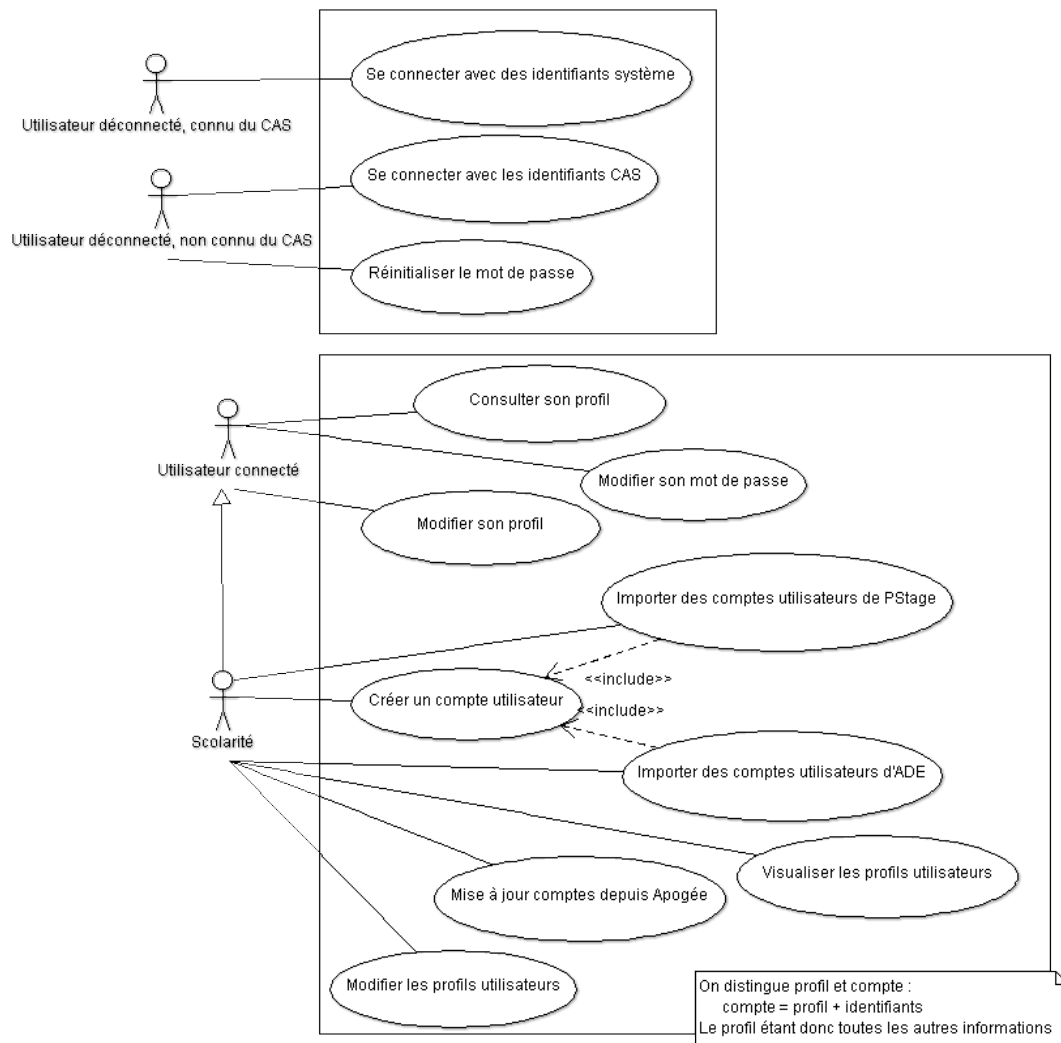 Se connecter avec des identifiants système
Utilisateur déconnecté, connu du CAS
Se connecter avec les identifiants CAS
Utilisateur déconnecté, non connu du CAS
Réinitialiser le mot de passe
Consulter son profil
Utilisateur connecté
Modifier son mot de passe
Modifier son profil
Importer des comptes utilisateurs de PStage
<<include>>
Créer un compte utilisateur
<<include>>
Scolarité
Importer des comptes utilisateurs d'ADE
Visualiser les profils utilisateurs
Mise à jour comptes depuis Apogée
Modifier les profils utilisateurs
On distingue profil et compte :
compte = profil + identifiants
Le profil étant donc toutes les autres informations